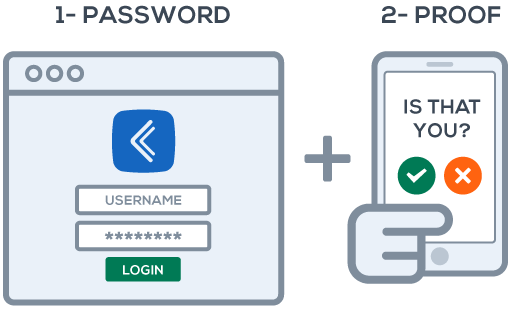 1- PASSWORD
2- PROOF
USERNAME
********
LOGIN
IS THAT
YOU?